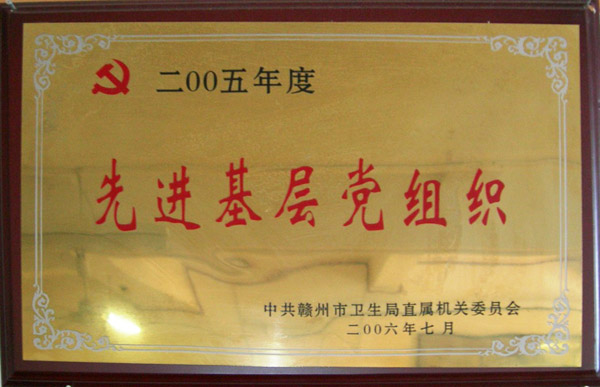 二00五年度
先进基层党组织
中共赣州市卫生局直属机关委员会
二00六年七月